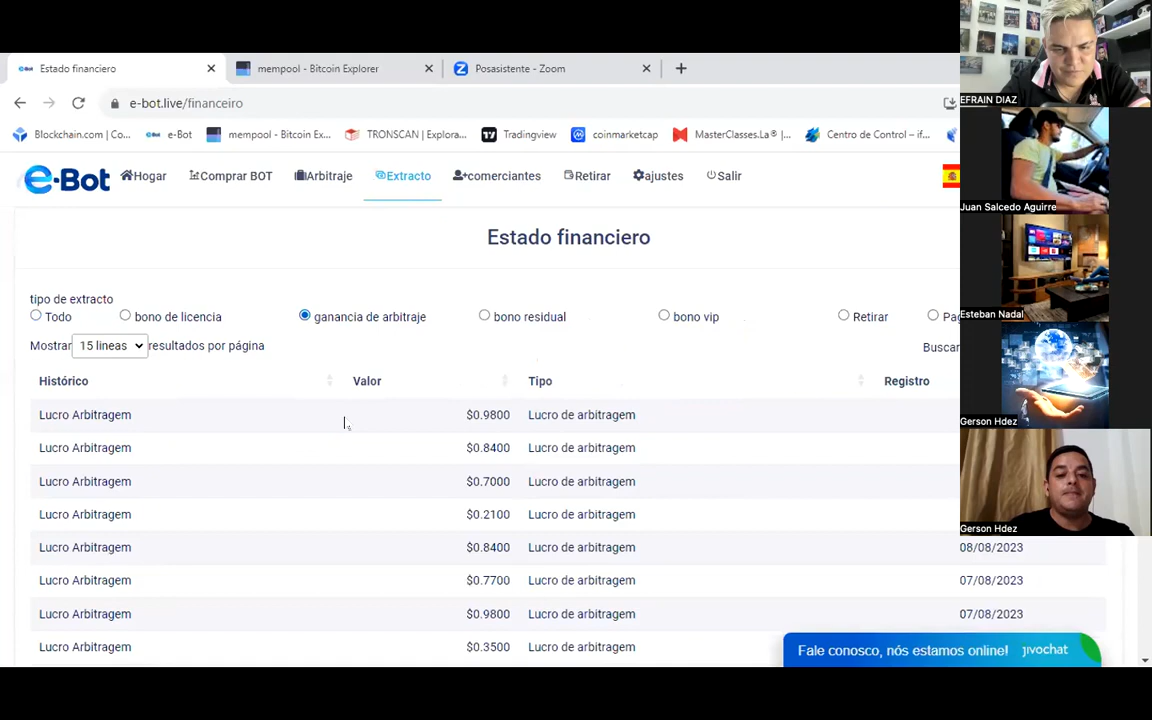 Estado financiero
mempool - Bitcoin Explorer
Posasistente - Zoom
e-bot.live/financeiro
Blockchain.com | Co...
e-Bot
mempool - Bitcoin Ex...
TRONSCAN | Explora...
Tradingview
coinmarketcap
MasterClasses.La® |...
Centro de Control – if...
e-Bot
Hogar
Comprar BOT
Arbitraje
Extracto
comerciantes
Retirar
ajustes
Salir
Estado financiero
tipo de extracto
Todo
bono de licencia
ganancia de arbitraje
bono residual
bono vip
Retirar
Mostrar 15 lineas resultados por página
Buscar
Histórico Valor Tipo Registro
Lucro Arbitragem $0.9800 Lucro de arbitragem
Lucro Arbitragem $0.8400 Lucro de arbitragem
Lucro Arbitragem $0.7000 Lucro de arbitragem
Lucro Arbitragem $0.2100 Lucro de arbitragem
Lucro Arbitragem $0.8400 Lucro de arbitragem 08/08/2023
Lucro Arbitragem $0.7700 Lucro de arbitragem 07/08/2023
Lucro Arbitragem $0.9800 Lucro de arbitragem 07/08/2023
Lucro Arbitragem $0.3500 Lucro de arbitragem
Fale conosco, nós estamos online! jivochat
EFRAIN DIAZ
Juan Salcedo Aguirre
Esteban Nadal
Gerson Hdez
Gerson Hdez